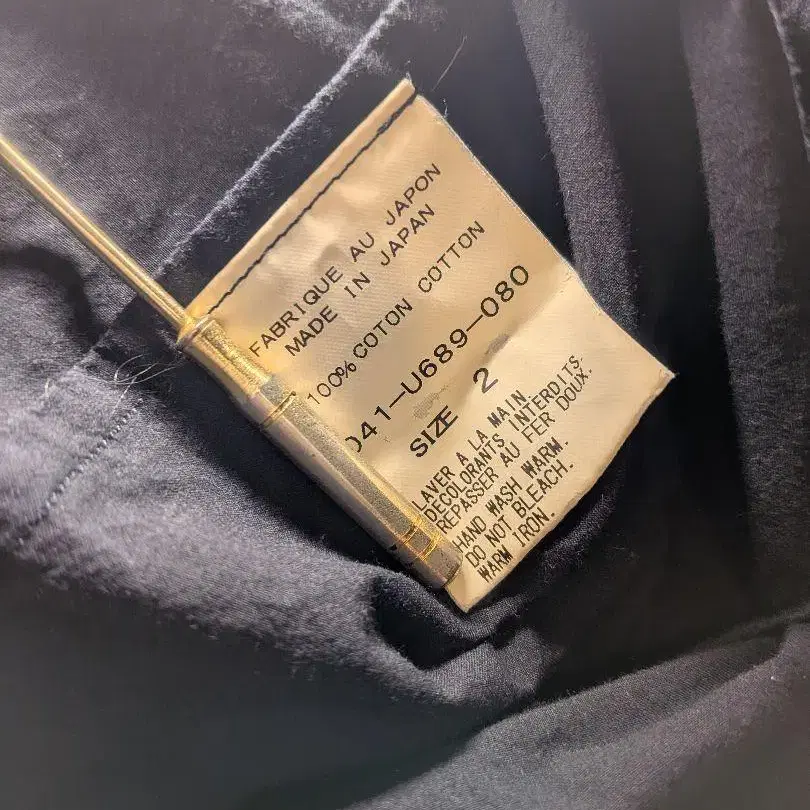 FABRIQUE AU JAPON
MADE IN JAPAN
100% COTON COTTON
041-U689-080
SIZE 2
LAVER A LA MAIN
DECOLORANTS INTERDITS.
REPASSER AU FER DOUX.
HAND WASH WARM.
DO NOT BLEACH.
WARM IRON.